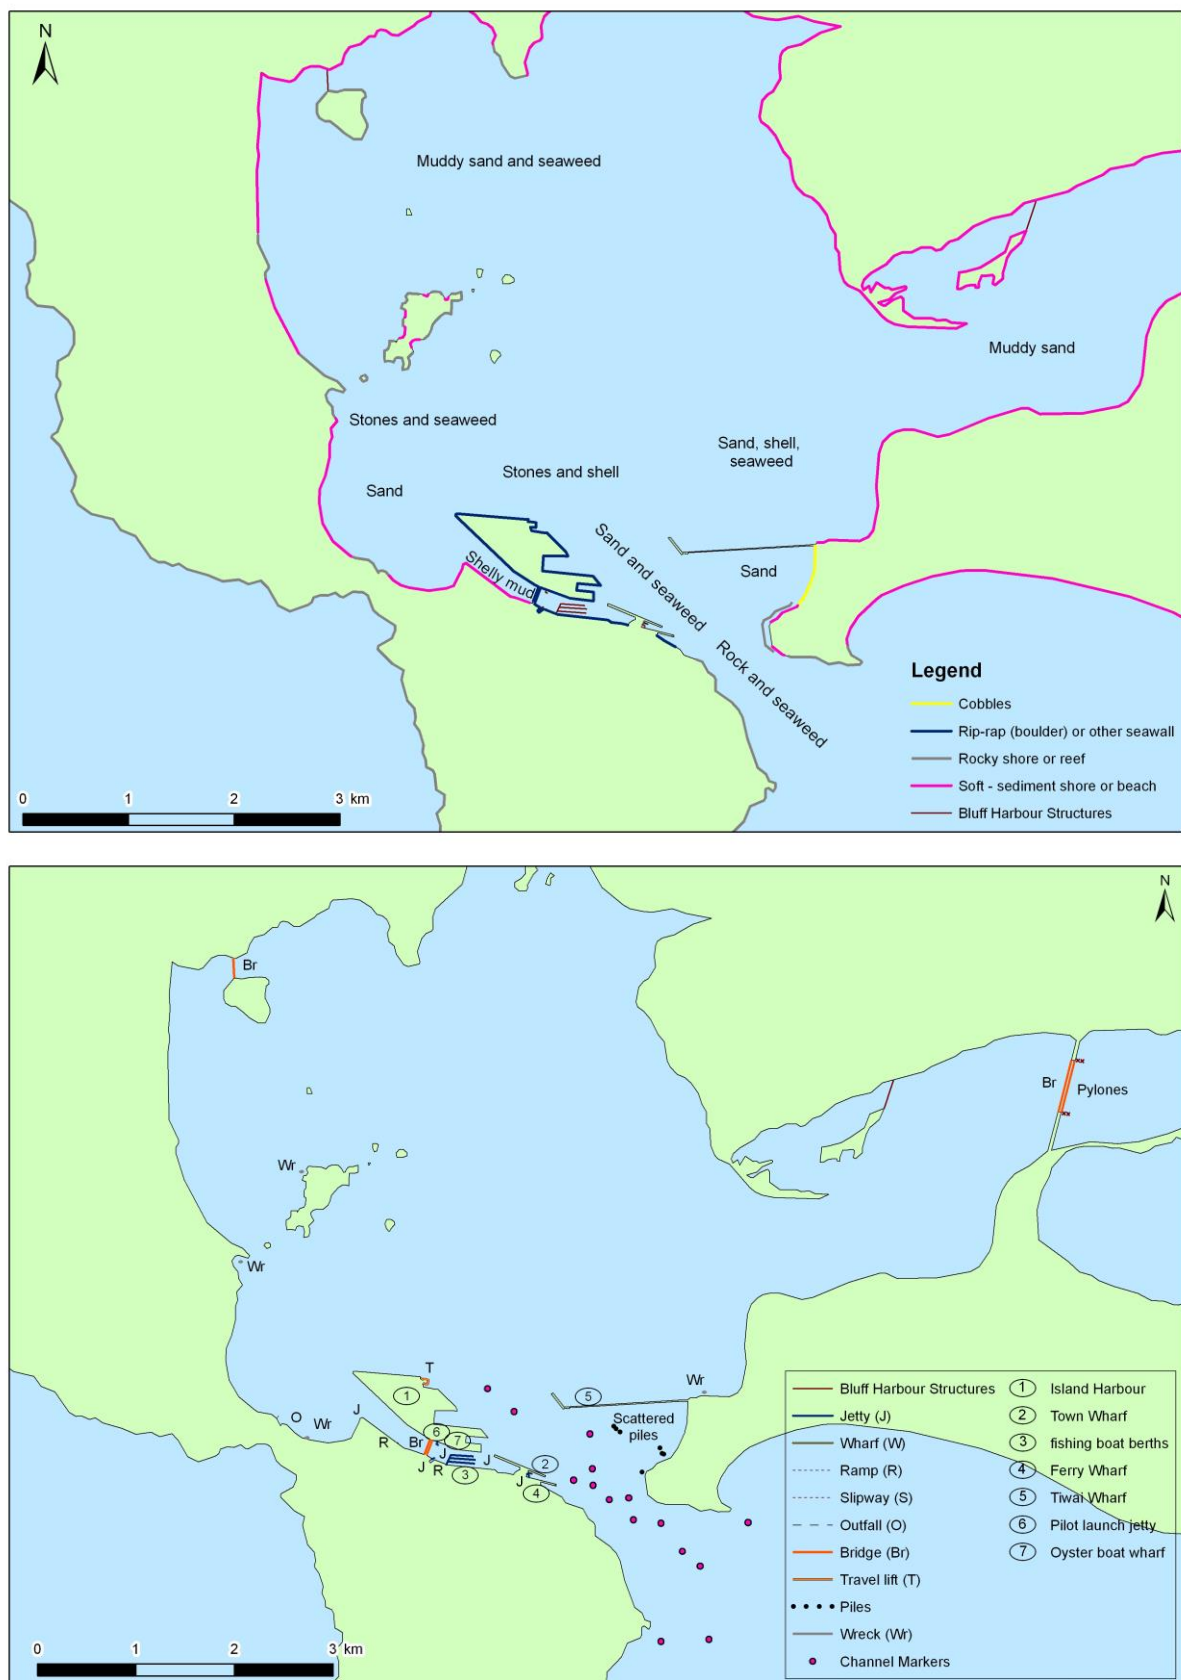 N
Muddy sand and seaweed
Muddy sand
Stones and seaweed
Sand, shell,
seaweed
Stones and shell
Sand
Sand and seaweed
Shelly mud
Sand
Rock and seaweed
Legend
Cobbles
Rip-rap (boulder) or other seawall
Rocky shore or reef
Soft - sediment shore or beach
Bluff Harbour Structures
0 1 2 3 km
N
Br
Br
Pylones
Wr
Wr
T
1
5
Wr
O
Wr
J
Scattered
piles
6
7
R
Br
J
J
J
R
3
2
J
4
Bluff Harbour Structures
Jetty (J)
Wharf (W)
Ramp (R)
Slipway (S)
Outfall (O)
Bridge (Br)
Travel lift (T)
Piles
Wreck (Wr)
Channel Markers
1 Island Harbour
2 Town Wharf
3 fishing boat berths
4 Ferry Wharf
5 Tiwai Wharf
6 Pilot launch jetty
7 Oyster boat wharf
0 1 2 3 km